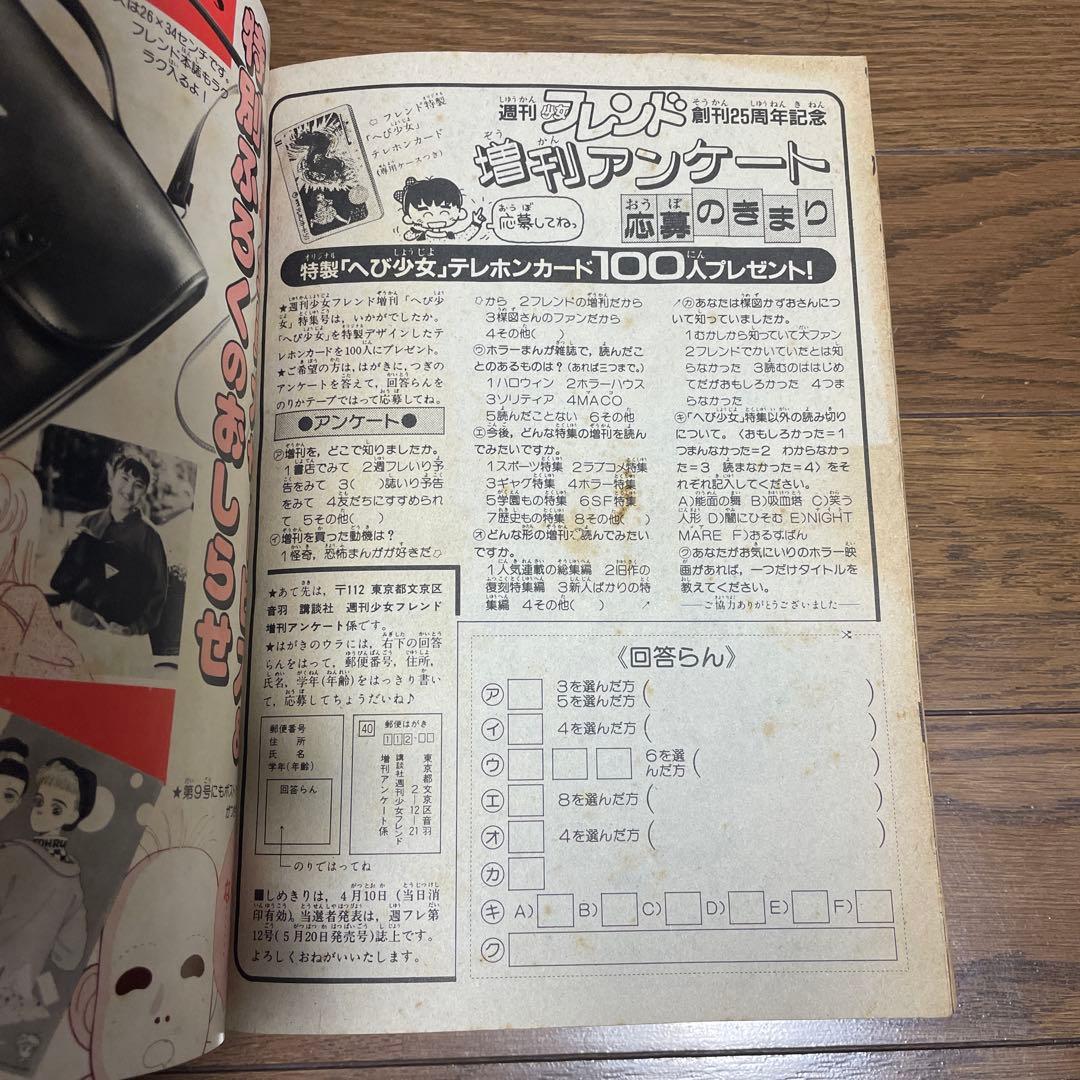 スは26×34センチです。
フレンド本誌もラク
ラク入るよー
のおしらせ
★第9号にもポスト
フレンド特製
「へび少女」
テレホンカード
(専用ケースつき)
週刊少女フレンド創刊25周年記念
増刊アンケート
応募してねっ
応募のきまり
特製「へび少女」テレホンカード100人プレゼント!
★週刊少女フレンド増刊「へび少
女」特集号は、いかがでしたか。
「へび少女」を特製デザインしたテ
レホンカードを100人にプレゼント。
★ご希望の方は、はがきに、つぎの
アンケートを答えて、回答らんを
のりかテープではって応募してね。
●アンケート●
㋐増刊を、どこで知りましたか。
1書店でみて 2週フレいり予
告をみて 3( )誌いり予告
をみて 4友だちにすすめられ
て 5その他( )
㋑増刊を買った動機は?
1怪奇,恐怖まんがが好きだ
から 2フレンドの増刊だから
3楳図さんのファンだから
4その他( )
㋒ホラーまんが雑誌で,読んだこ
とのあるものは?(あれば三つまで。)
1ハロウィン 2ホラーハウス
3ソリティア 4MACO
5読んだことない 6その他
㋓今後,どんな特集の増刊を読ん
でみたいですか。
1スポーツ特集 2ラブコメ特集
3ギャグ特集 4ホラー特集
5学園もの特集 6SF特集
7歴史もの特集 8その他( )
㋔どんな形の増刊で読んでみたい
ですか。
1人気連載の総集編 2旧作の
復刻特集編 3新人ばかりの特
集編 4その他( )
㋕あなたは楳図かずおさんにつ
いて知っていましたか。
1むかしから知っていて大ファン
2フレンドでかいていたとは知
らなかった 3読むのははじめ
てだがおもしろかった 4つま
らなかった
㋖「へび少女」特集以外の読み切り
について。〈おもしろかった=1
つまんなかった=2 わからなかっ
た=3 読まなかった=4〉をそ
れぞれ記入してください。
A)能面の舞 B)吸血塔 C)笑う
人形 D)闇にひそむ E)NIGHT
MARE F)おるすばん
㋗あなたがお気にいりのホラー映
画があれば,一つだけタイトルを
教えてください。
──ご協力ありがとうございました──
★あて先は、〒112 東京都文京区
音羽 講談社 週刊少女フレンド
増刊アンケート係です。
★はがきのウラには、右下の回答
らんをはって、郵便番号、住所、
氏名、学年(年齢)をはっきり書い
て、応募してちょうだいね♪
郵便番号
住所
氏名
学年(年齢)
回答らん
のりではってね
40
郵便はがき
112-
東京都文京区音羽
2-12-21
講談社週刊少女フレンド
増刊アンケート係
■しめきりは、4月10日(当日消
印有効)。当選者発表は、週フレ第
12号(5月20日発売号)誌上です。
よろしくおねがいいたします。
《回答らん》
㋐ 3を選んだ方
5を選んだ方 ( )
㋑ 4を選んだ方 ( )
㋒ 6を選
んだ方 ( )
㋓ 8を選んだ方 ( )
㋔ 4を選んだ方 ( )
㋕
㋖ A) B) C) D) E) F)
㋗